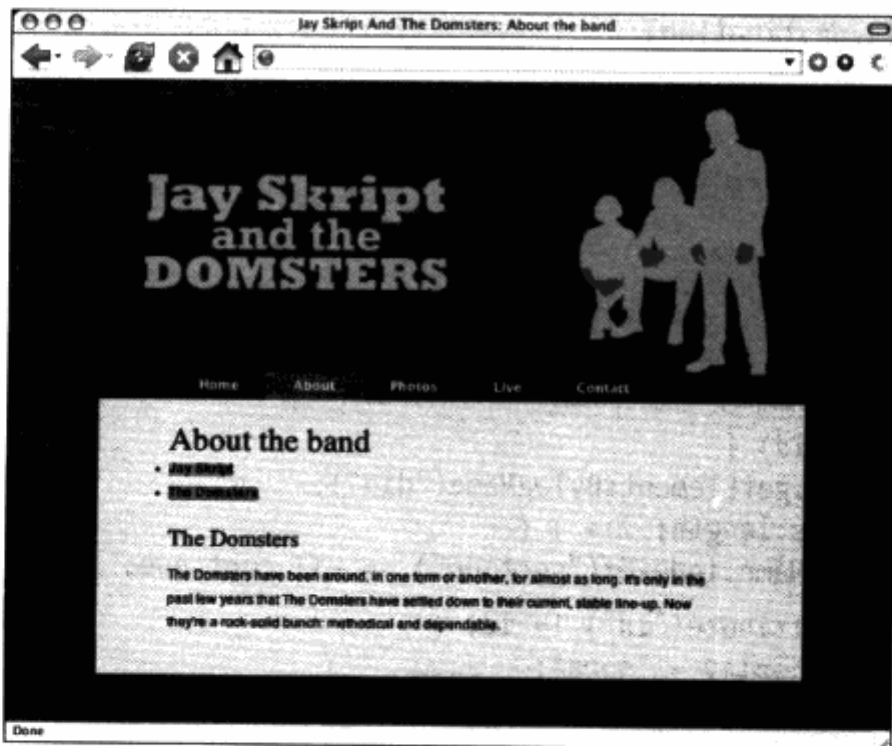 Jay Skript And The Domsters: About the band
Jay Skript
and the
DOMSTERS
Home About Photos Live Contact
About the band
Jay Skript
The Domsters
The Domsters
The Domsters have been around, in one form or another, for almost as long. It's only in the
past few years that The Domsters have settled down to their current, stable line-up. Now
they're a rock-solid bunch: methodical and dependable.
Done